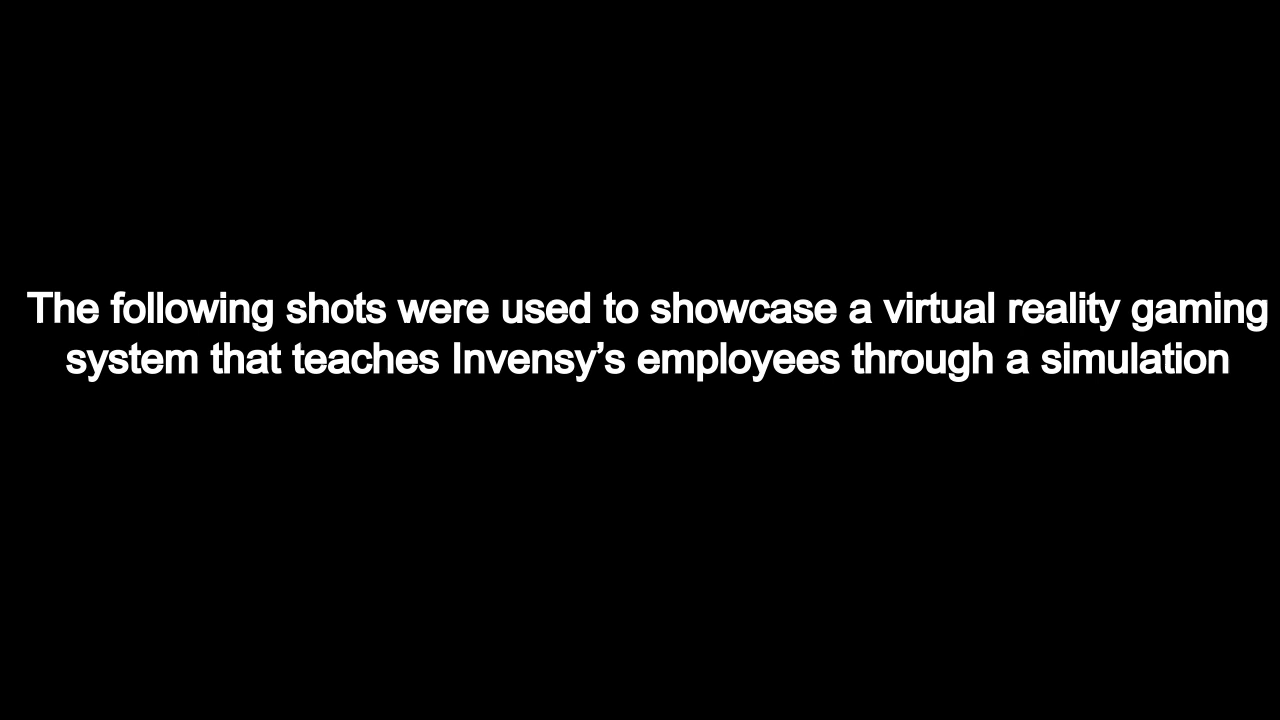 The following shots were used to showcase a virtual reality gaming
system that teaches Invensy’s employees through a simulation